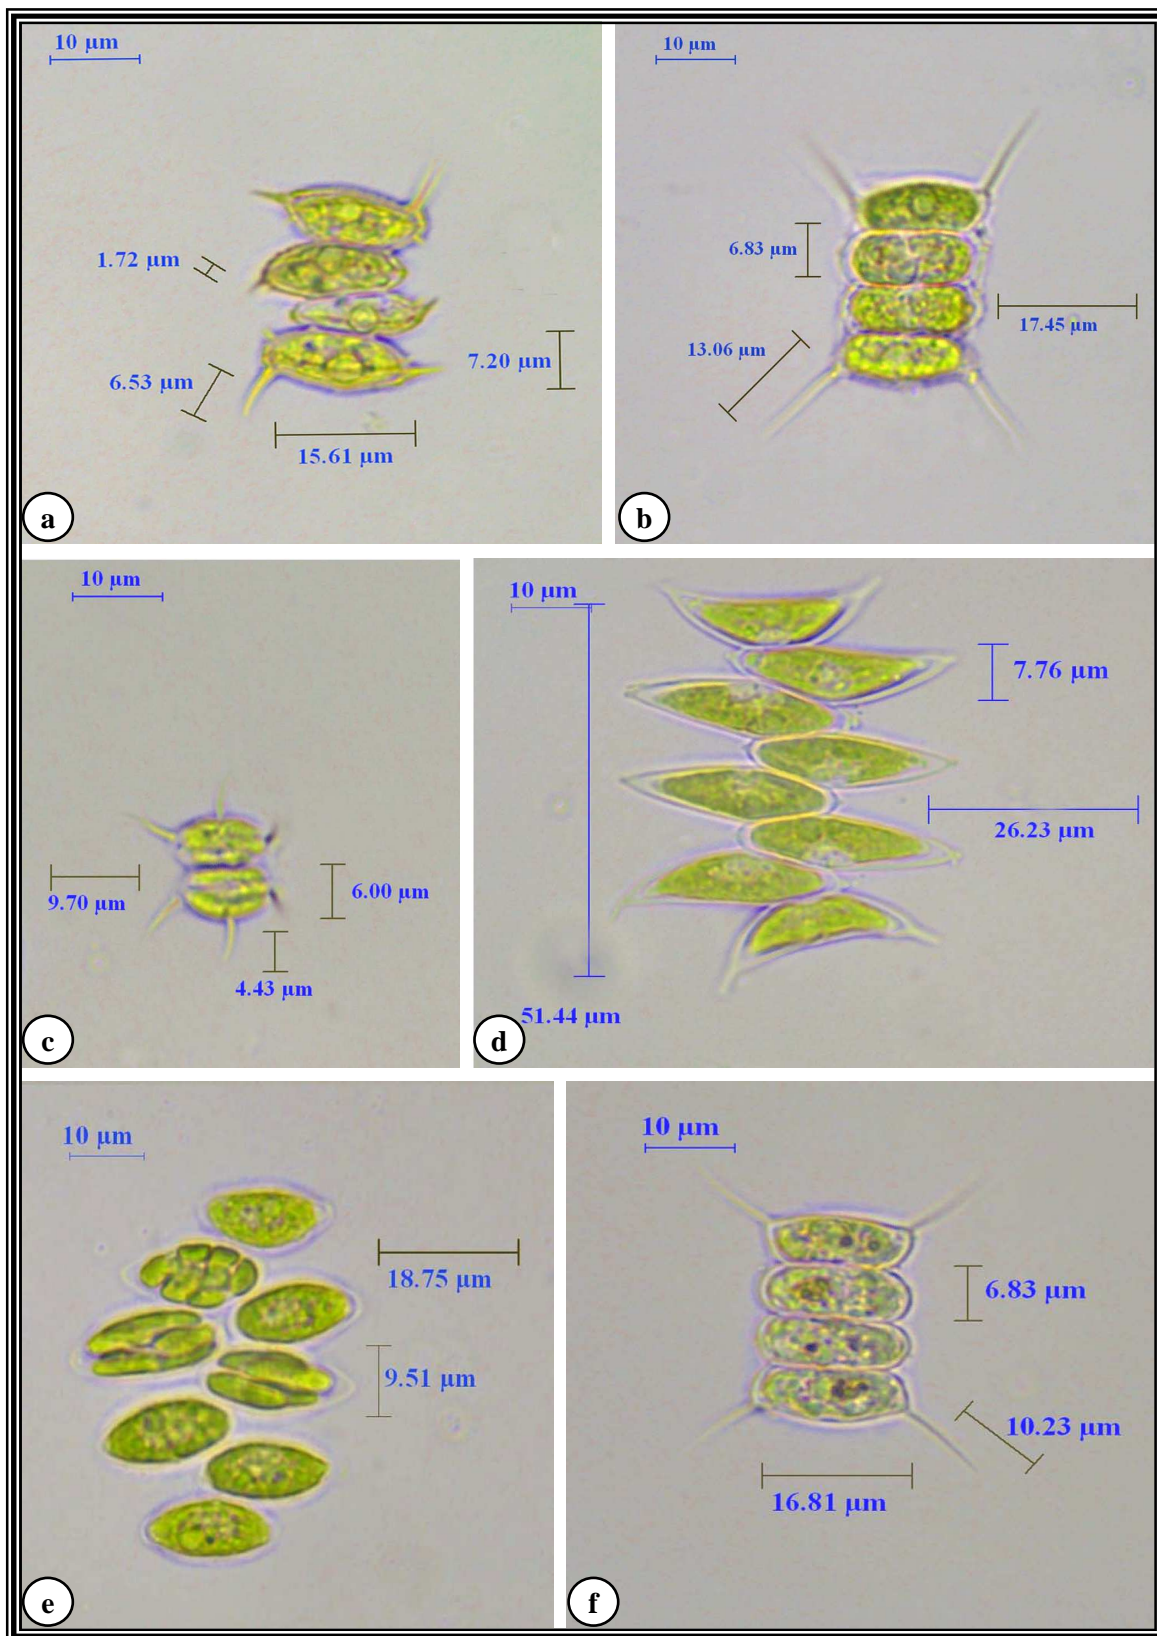 10 µm
1.72 µm
6.53 µm
7.20 µm
15.61 µm
a
10 µm
6.83 µm
17.45 µm
13.06 µm
b
10 µm
9.70 µm
6.00 µm
4.43 µm
c
10 µm
7.76 µm
26.23 µm
51.44 µm
d
10 µm
18.75 µm
9.51 µm
e
10 µm
6.83 µm
10.23 µm
16.81 µm
f